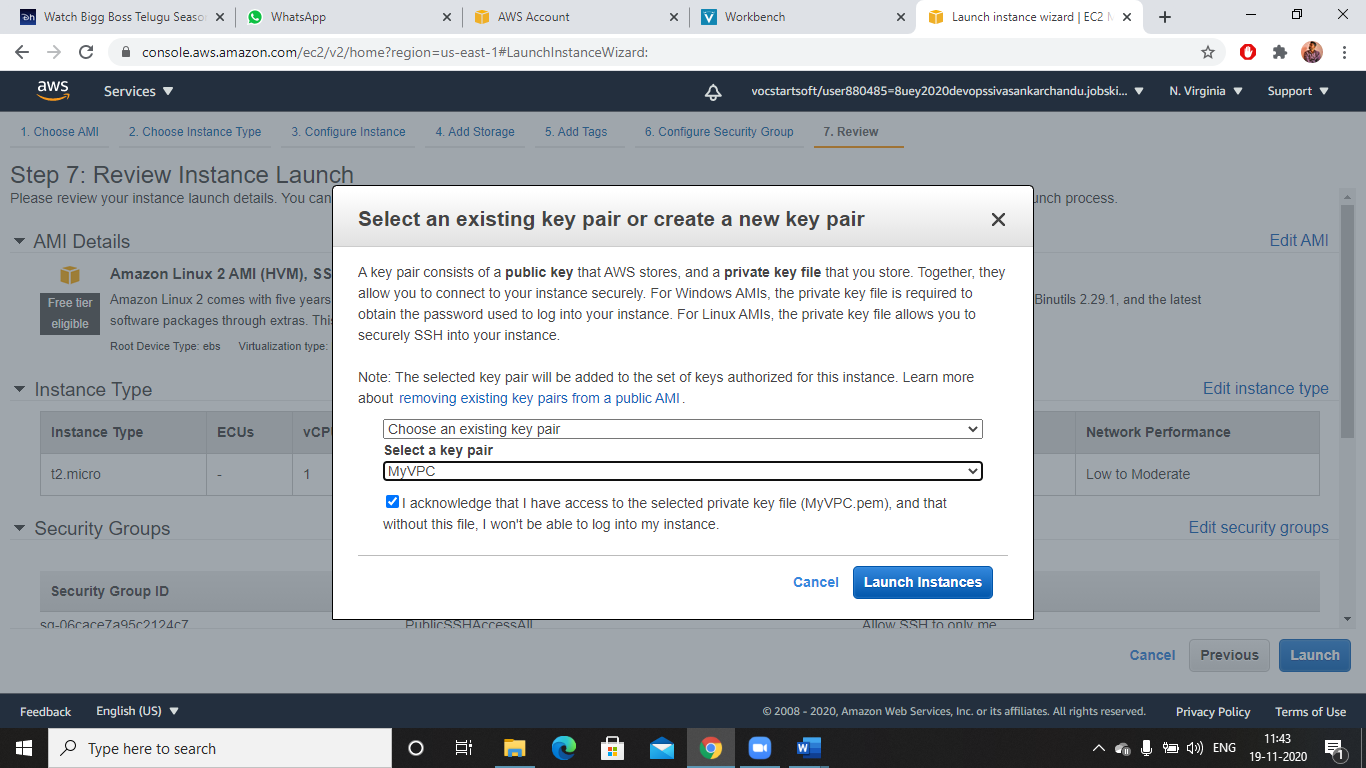 Watch Bigg Boss Telugu Seaso
WhatsApp
AWS Account
Workbench
Launch instance wizard | EC2 M
console.aws.amazon.com/ec2/v2/home?region=us-east-1#LaunchInstanceWizard:
aws
Services
vocstartsoft/user880485=8uey2020devopssivasankarchandu.jobski...
N. Virginia
Support
1. Choose AMI
2. Choose Instance Type
3. Configure Instance
4. Add Storage
5. Add Tags
6. Configure Security Group
7. Review
Step 7: Review Instance Launch
Please review your instance launch details. You can
unch process.
AMI Details
Edit AMI
Free tier
eligible
Amazon Linux 2 AMI (HVM), SS
Amazon Linux 2 comes with five years
Binutils 2.29.1, and the latest
software packages through extras. This
Root Device Type: ebs Virtualization type:
Instance Type
Edit instance type
Instance Type
ECUs
vCP
Network Performance
t2.micro
-
1
Low to Moderate
Security Groups
Edit security groups
Security Group ID
sg-06cace7a95c2124c7
PublicSSHAccessAll
Allow SSH to only me
Select an existing key pair or create a new key pair
A key pair consists of a public key that AWS stores, and a private key file that you store. Together, they
allow you to connect to your instance securely. For Windows AMIs, the private key file is required to
obtain the password used to log into your instance. For Linux AMIs, the private key file allows you to
securely SSH into your instance.
Note: The selected key pair will be added to the set of keys authorized for this instance. Learn more
about removing existing key pairs from a public AMI .
Choose an existing key pair
Select a key pair
MyVPC
I acknowledge that I have access to the selected private key file (MyVPC.pem), and that
without this file, I won't be able to log into my instance.
Cancel
Launch Instances
Cancel
Previous
Launch
Feedback
English (US)
© 2008 - 2020, Amazon Web Services, Inc. or its affiliates. All rights reserved.
Privacy Policy
Terms of Use
Type here to search
ENG
11:43
19-11-2020
1